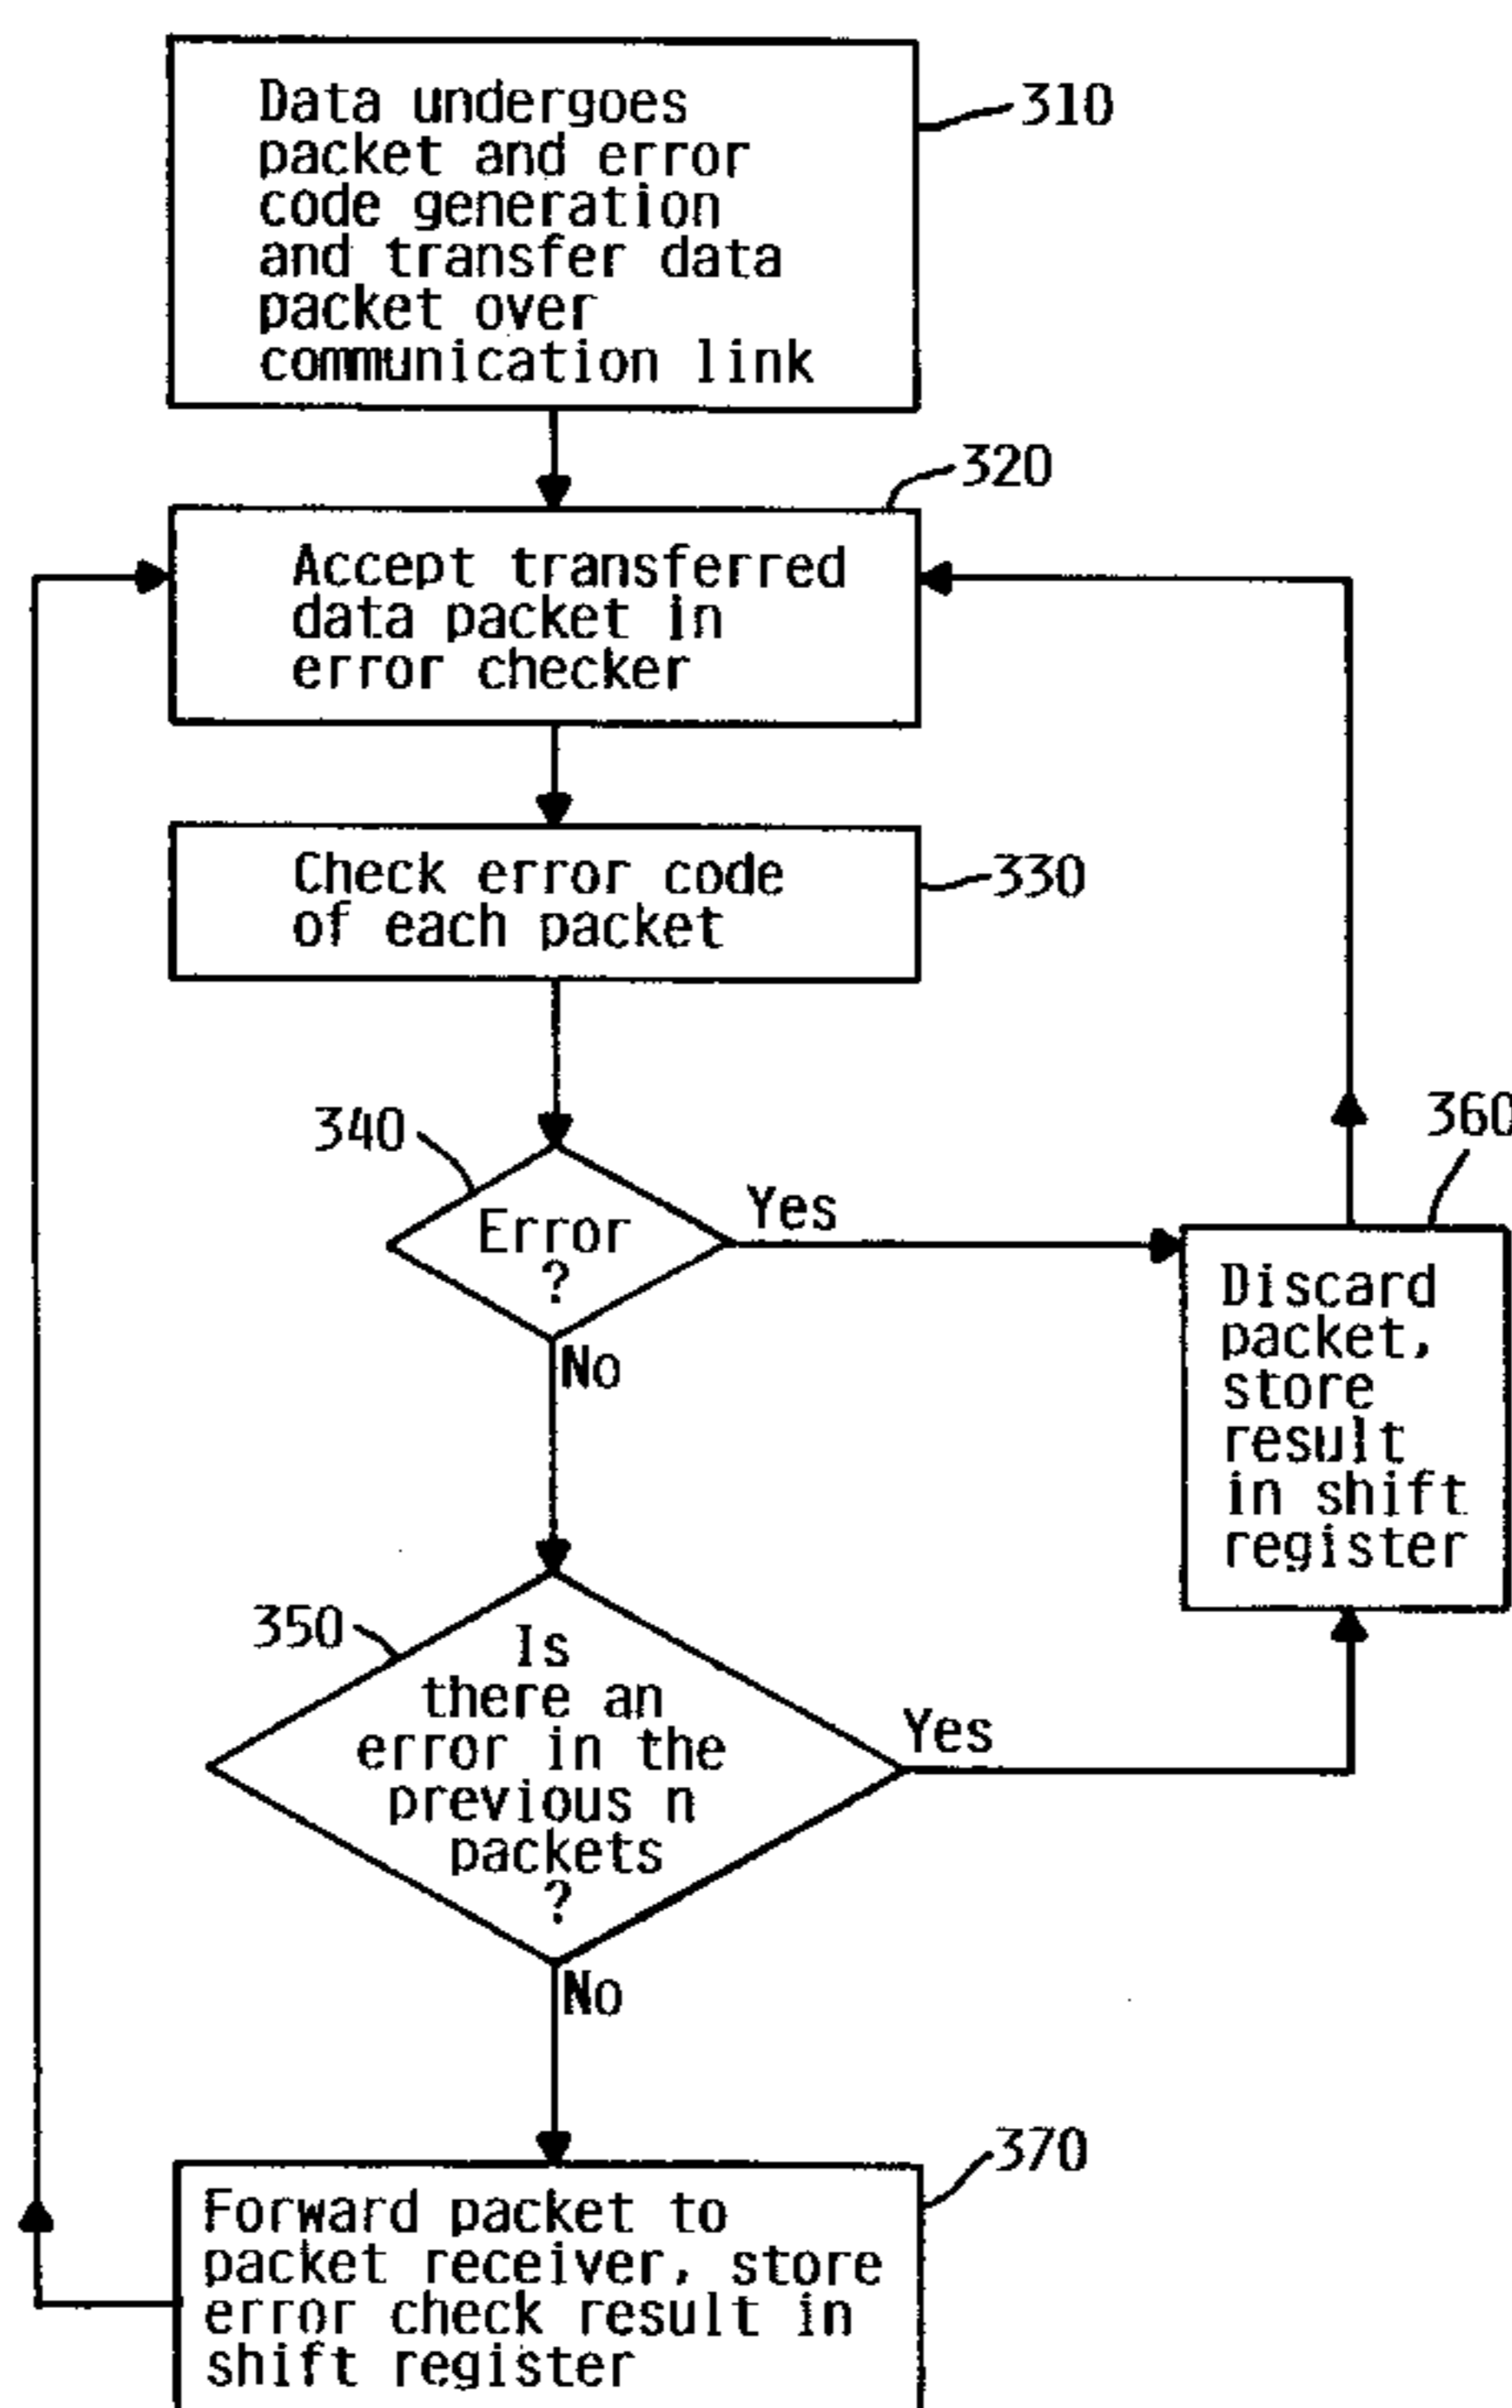 Data undergoes
packet and error
code generation
and transfer data
packet over
communication link
310
320
Accept transferred
data packet in
error checker
Check error code
of each packet
330
340
Error
?
Yes
No
360
Discard
packet,
store
result
in shift
register
350
Is
there an
error in the
previous n
packets
?
Yes
No
370
Forward packet to
packet receiver, store
error check result in
shift register